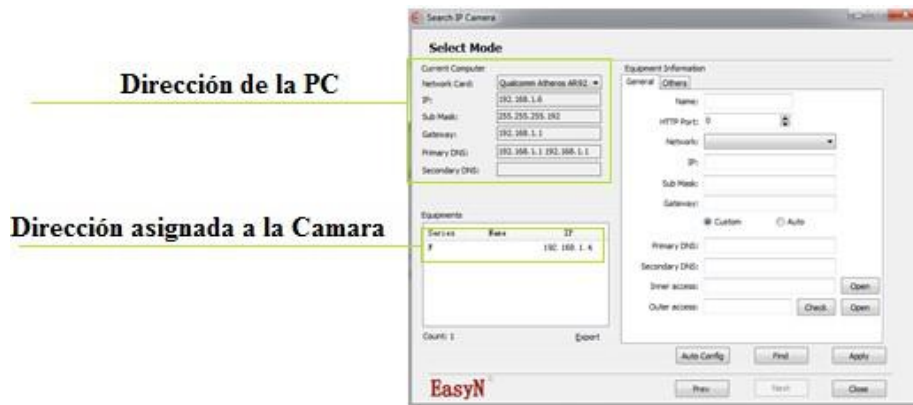 Search IP Camera
Select Mode
Dirección de la PC
Current Computer
Network Card: Qualcomm Atheros AR92
IP: 192.168.1.6
Sub Mask: 255.255.255.192
Gateway: 192.168.1.1
Primary DNS: 192.168.1.1 192.168.1.1
Secondary DNS:
Dirección asignada a la Camara
Equipments
Series Name IP
F 192.168.1.4
Count: 1 Export
Equipment Information
General Others
Name:
HTTP Port: 0
Network:
IP:
Sub Mask:
Gateway:
Custom Auto
Primary DNS:
Secondary DNS:
Inner access: Open
Outer access: Check Open
Auto Config Find Apply
EasyN Prev Next Close